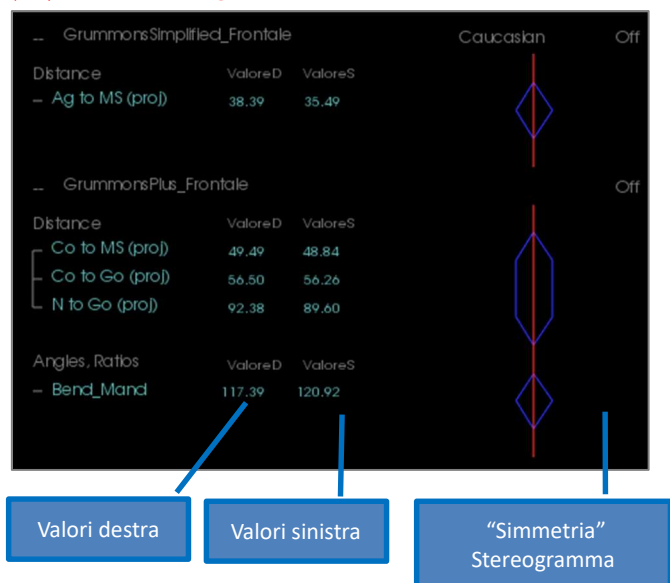 -- GrummonsSimplified_Frontale Caucasian Off
Distance ValoreD ValoreS
– Ag to MS (proj) 38.39 35.49
-- GrummonsPlus_Frontale Off
Distance ValoreD ValoreS
Co to MS (proj) 49.49 48.84
Co to Go (proj) 56.50 56.26
N to Go (proj) 92.38 89.60
Angles, Ratios ValoreD ValoreS
– Bend_Mand 117.39 120.92
Valori destra
Valori sinistra
“Simmetria”
Stereogramma